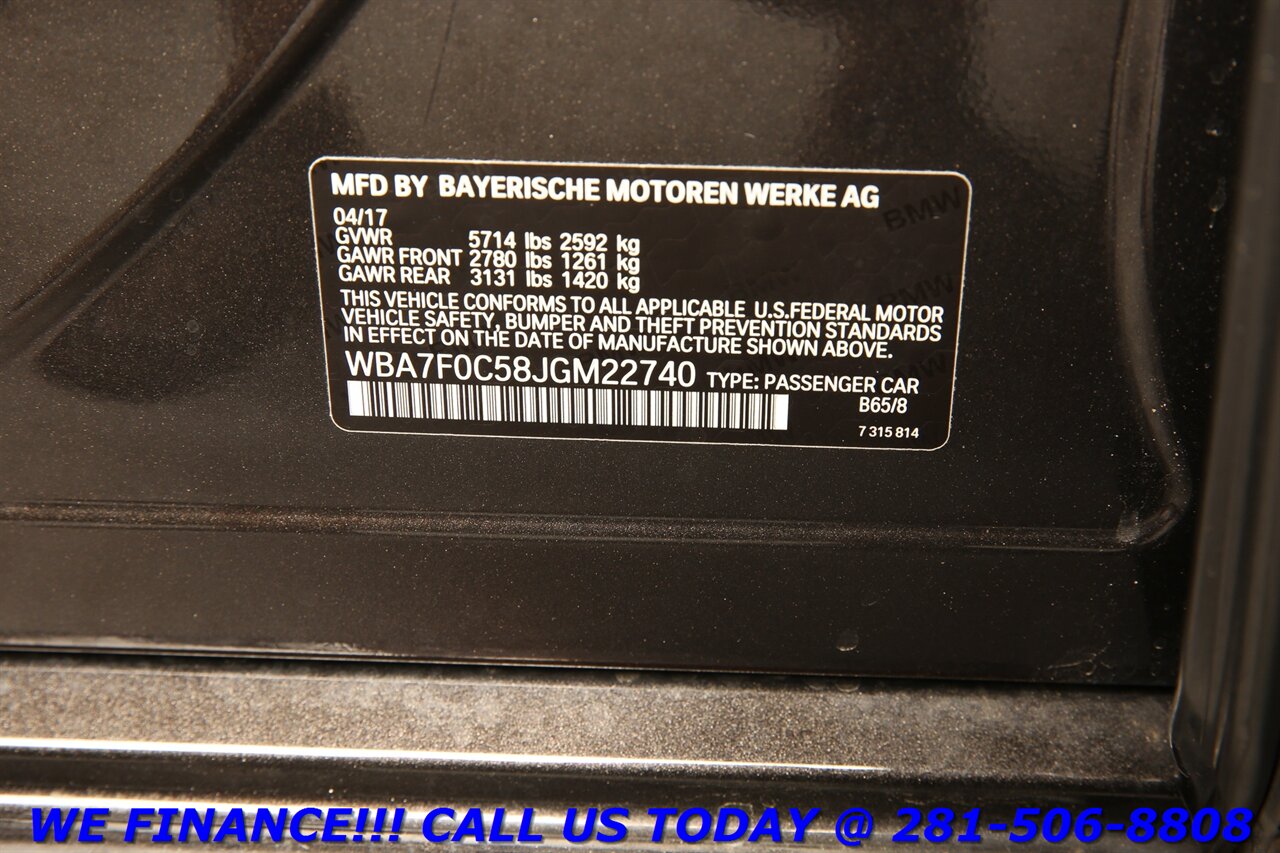 MFD BY BAYERISCHE MOTOREN WERKE AG
04/17
GVWR 5714 lbs 2592 kg
GAWR FRONT 2780 lbs 1261 kg
GAWR REAR 3131 lbs 1420 kg
THIS VEHICLE CONFORMS TO ALL APPLICABLE U.S.FEDERAL MOTOR
VEHICLE SAFETY, BUMPER AND THEFT PREVENTION STANDARDS
IN EFFECT ON THE DATE OF MANUFACTURE SHOWN ABOVE.
WBA7F0C58JGM22740 TYPE: PASSENGER CAR
B65/8
7 315 814
BMW
BMW
WE FINANCE!!! CALL US TODAY @ 281-506-8808